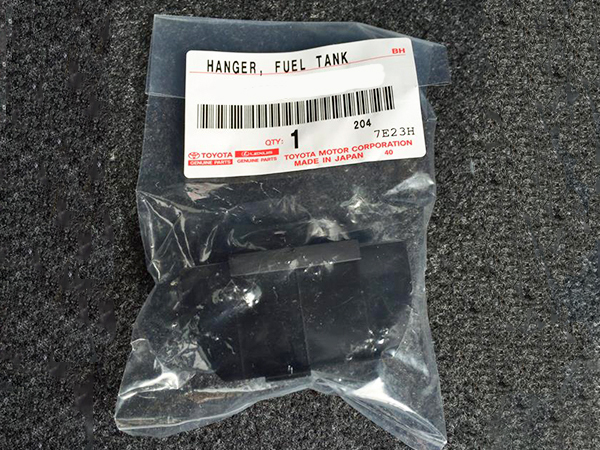 HANGER, FUEL TANK BH
204
QTY: 1 7E23H
TOYOTA LEXUS TOYOTA MOTOR CORPORATION
GENUINE PARTS GENUINE PARTS MADE IN JAPAN 40